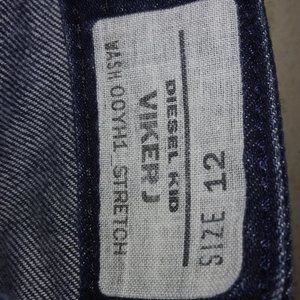 DIESEL KID
VIKER J
SIZE 12
WASH 00YH1 STRETCH